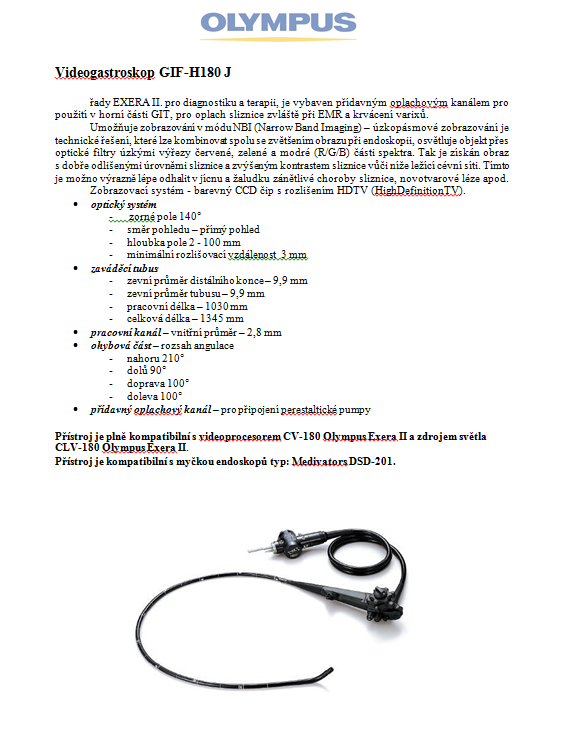 OLYMPUS
Videogastroskop GIF-H180 J
řady EXERA II. pro diagnostiku a terapii, je vybaven přídavným oplachovým kanálem pro
použití v horní části GIT, pro oplach sliznice zvláště při EMR a krvácení varixů.
Umožňuje zobrazování v módu NBI (Narrow Band Imaging) – úzkopásmové zobrazování je
technické řešení, které lze kombinovat spolu se zvětšením obrazu při endoskopii, osvětluje objekt přes
optické filtry úzkými výřezy červené, zelené a modré (R/G/B) části spektra. Tak je získán obraz
s dobře odlišenými úrovněmi sliznice a zvýšeným kontrastem sliznice vůči níže ležící cévní síti. Tímto
je možno výrazně lépe odhalit v jícnu a žaludku zánětlivé choroby sliznice, novotvarové léze apod.
Zobrazovací systém - barevný CCD čip s rozlišením HDTV (HighDefinitionTV).
• optický systém
- zorné pole 140°
- směr pohledu – přímý pohled
- hloubka pole 2 - 100 mm
- minimální rozlišovací vzdálenost 3 mm
• zaváděcí tubus
- zevní průměr distálního konce – 9,9 mm
- zevní průměr tubusu – 9,9 mm
- pracovní délka – 1030 mm
- celková délka – 1345 mm
• pracovní kanál – vnitřní průměr – 2,8 mm
• ohybová část – rozsah angulace
- nahoru 210°
- dolů 90°
- doprava 100°
- doleva 100°
• přídavný oplachový kanál – pro připojení perestaltické pumpy
Přístroj je plně kompatibilní s videoprocesorem CV-180 Olympus Exera II a zdrojem světla
CLV-180 Olympus Exera II.
Přístroj je kompatibilní s myčkou endoskopů typ: Medivators DSD-201.